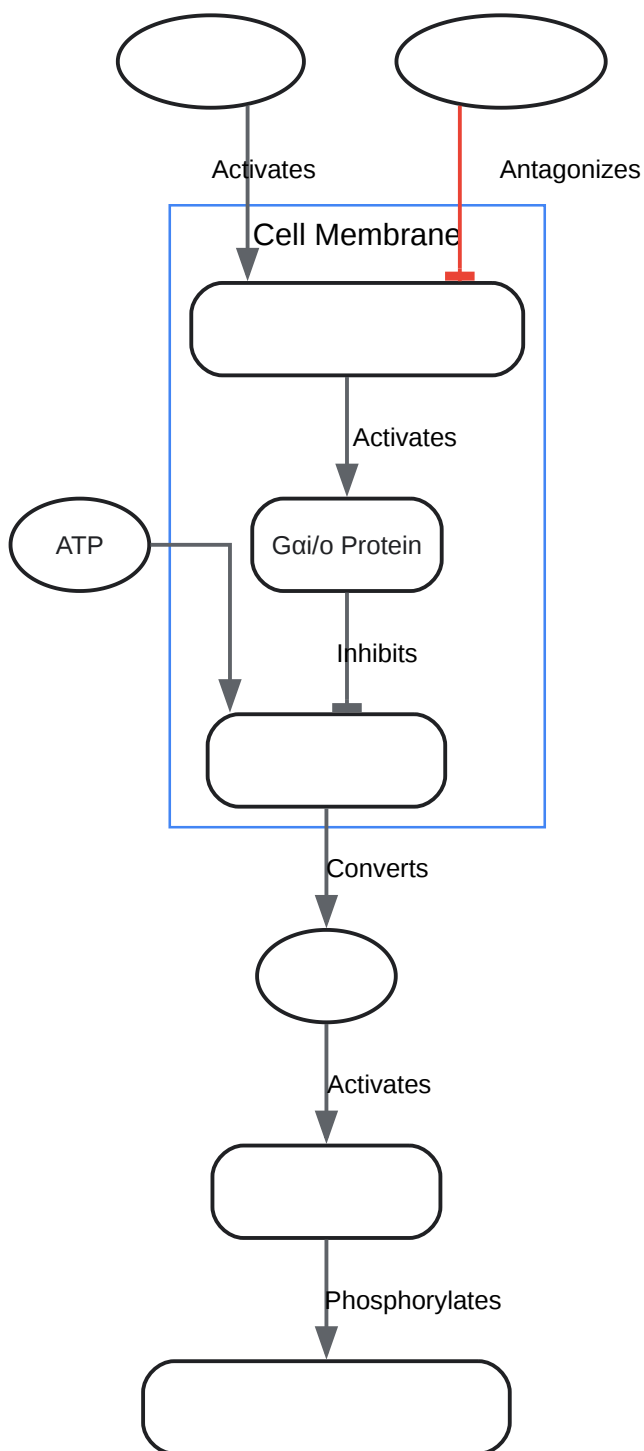 Activates
Antagonizes
Cell Membrane
Activates
ATP
Gαi/o Protein
Inhibits
Converts
Activates
Phosphorylates